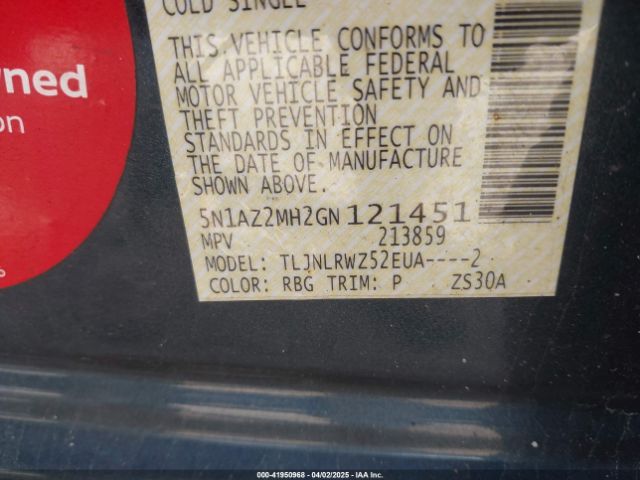 COLD SINGLE
THIS VEHICLE CONFORMS TO
ALL APPLICABLE FEDERAL
MOTOR VEHICLE SAFETY AND
THEFT PREVENTION
STANDARDS IN EFFECT ON
THE DATE OF MANUFACTURE
SHOWN ABOVE.
5N1AZ2MH2GN121451
MPV 213859
MODEL: TLJNLRWZ52EUA----2
COLOR: RBG TRIM: P ZS30A
000-41950968 | 04/02/2025 | IAA Inc.